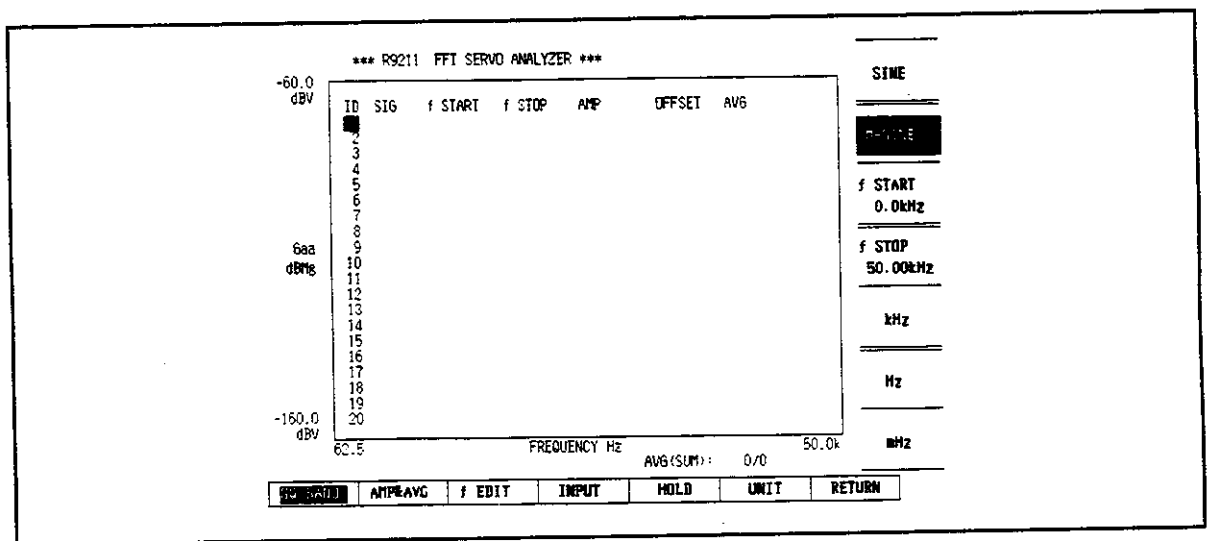 *** R9211 FFT SERVO ANALYZER ***
-60.0
dBV
ID SIG f START f STOP AMP OFFSET AVG
2
3
4
5
6
7
8
9
10
11
12
13
14
15
16
17
18
19
20
Gaa
dBMg
-160.0
dBV
62.5 FREQUENCY Hz 50.0k
AVG(SUM): 0/0
SINE
f START
0.0kHz
f STOP
50.00kHz
kHz
Hz
mHz
AMP&AVG f EDIT INPUT HOLD UNIT RETURN